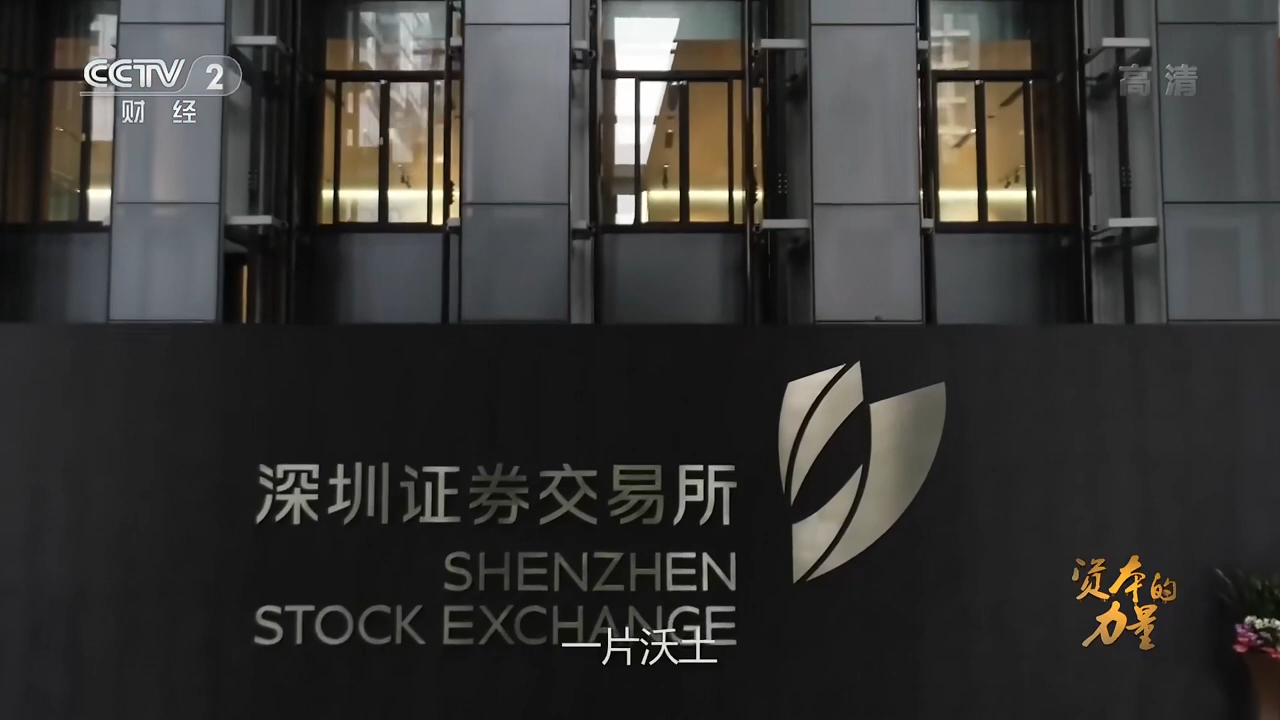 CCTV 2
财经
高清
深圳证券交易所
SHENZHEN
STOCK EXCHANGE
一片沃土
资本的
力量